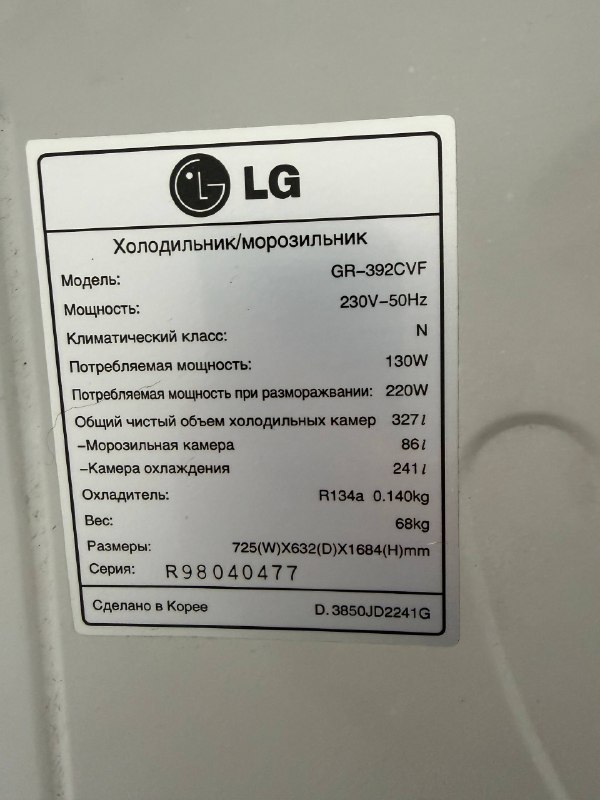 LG
Холодильник/морозильник
Модель: GR-392CVF
Мощность: 230V-50Hz
Климатический класс: N
Потребляемая мощность: 130W
Потребляемая мощность при разморажвании: 220W
Общий чистый объем холодильных камер 327l
-Морозильная камера 86l
-Камера охлаждения 241l
Охладитель: R134a 0.140kg
Вес: 68kg
Размеры: 725(W)X632(D)X1684(H)mm
Серия: R98040477
Сделано в Корее D.3850JD2241G